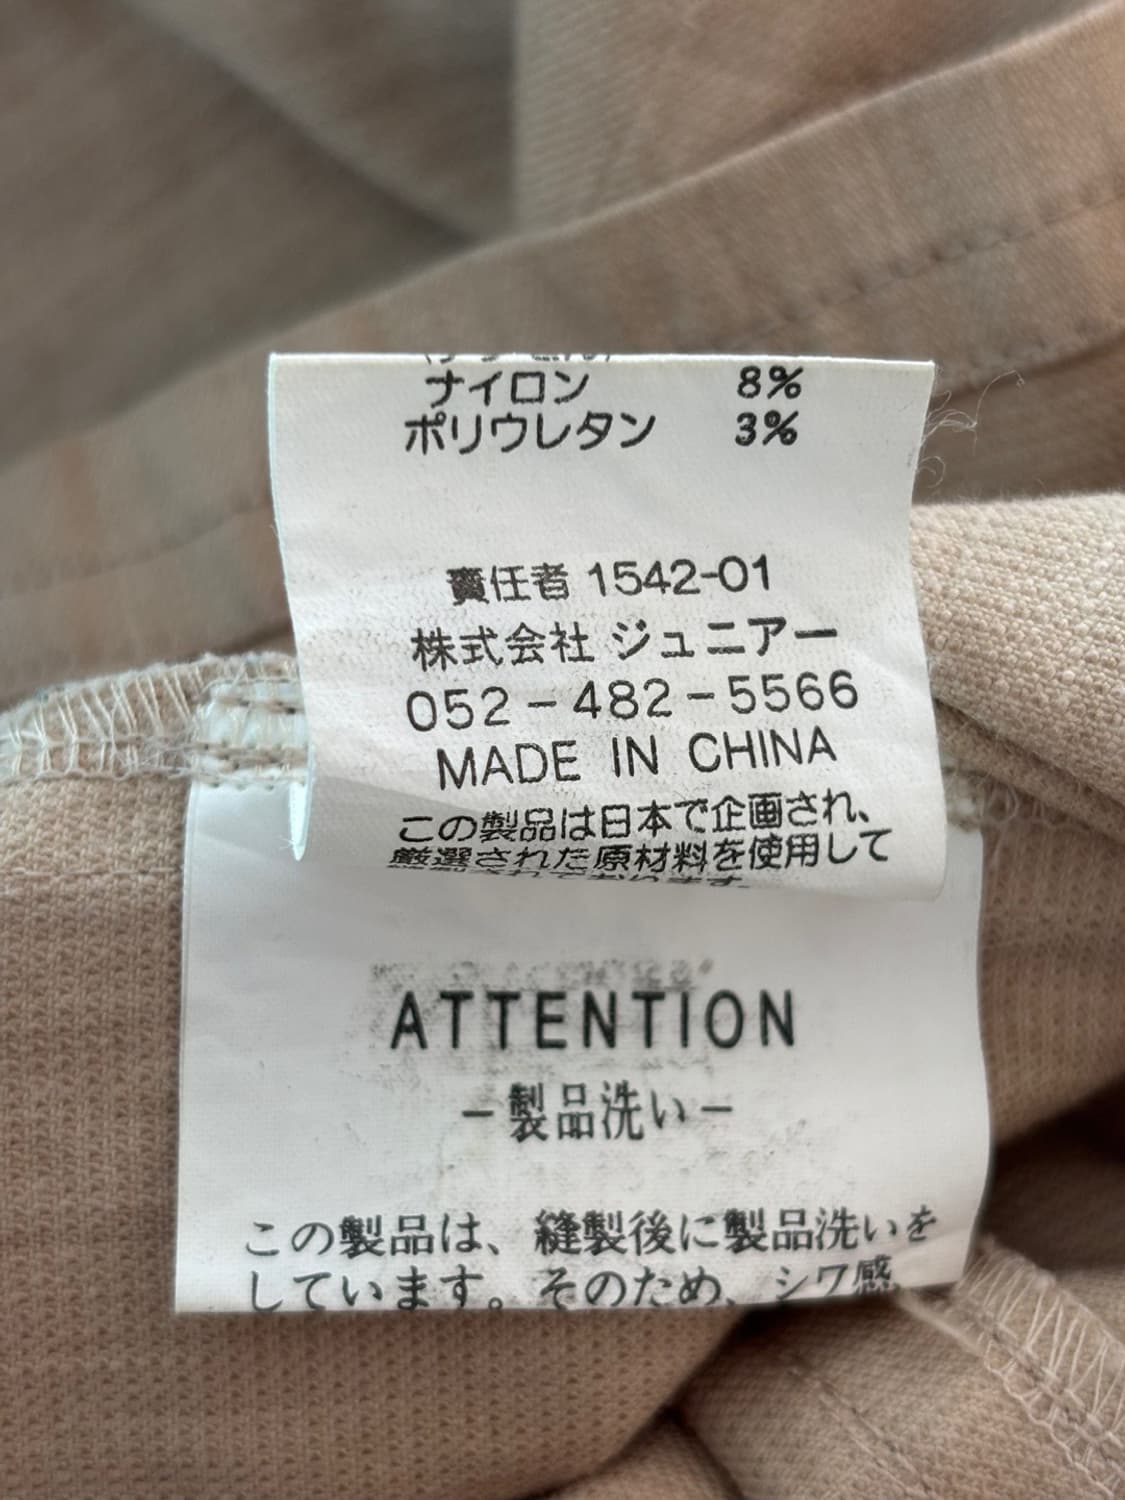 ナイロン 8%
ポリウレタン 3%
責任者 1542-01
株式会社 ジュニアー
052-482-5566
MADE IN CHINA
この製品は日本で企画され、
厳選された原材料を使用して
ATTENTION
-製品洗い-
この製品は、縫製後に製品洗いを
しています。そのため、シワ感